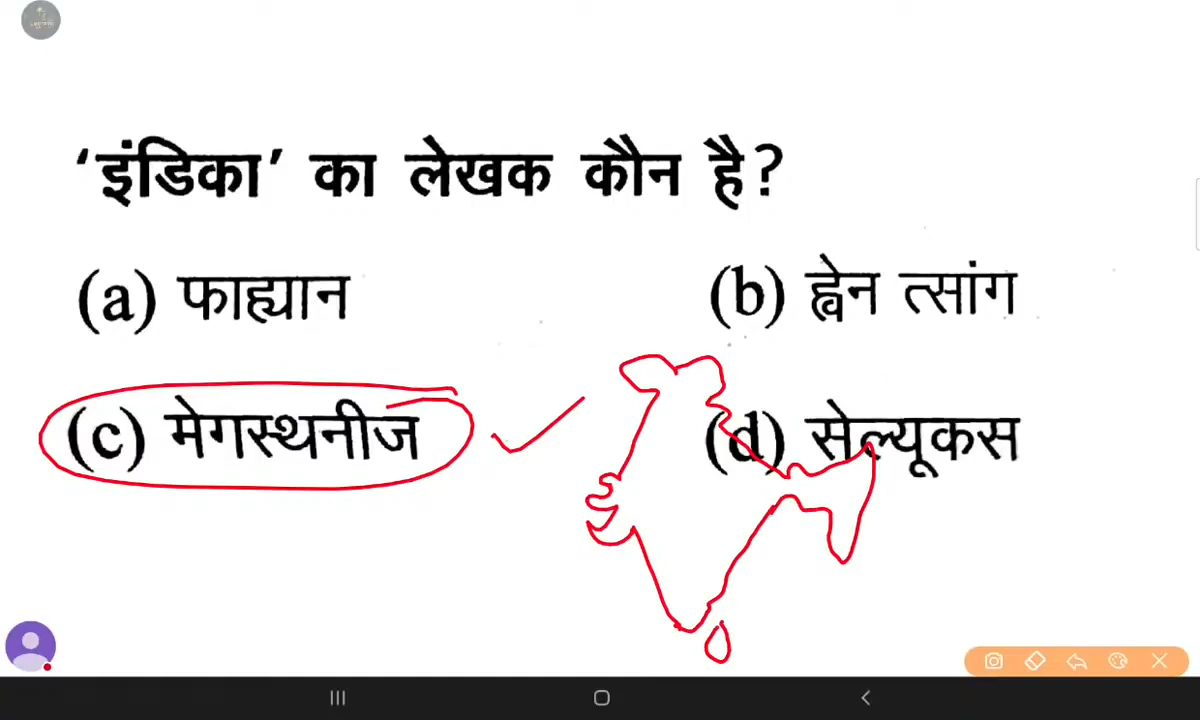 ‘इंडिका’ का लेखक कौन है?
(a) फाह्यान (b) ह्वेन त्सांग
(c) मेगस्थनीज (d) सेल्यूकस